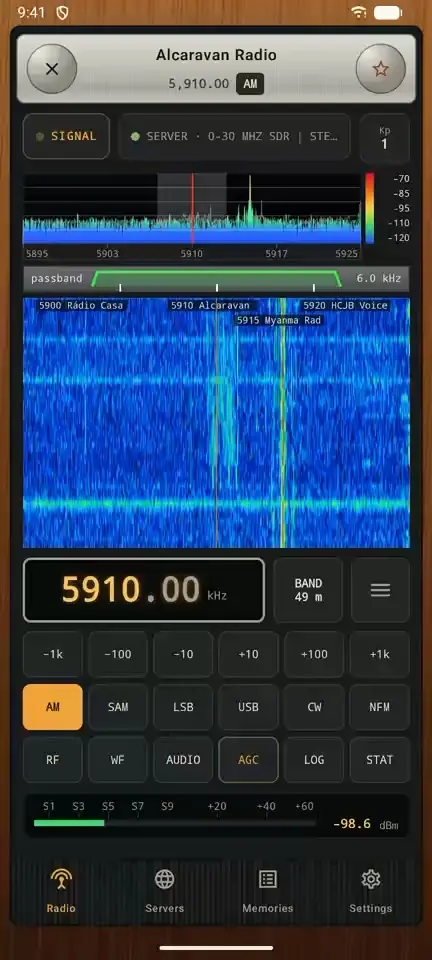 9:41
Alcaravan Radio
5,910.00 AM
SIGNAL
SERVER · 0-30 MHZ SDR | STE…
Kp
1
-70
-85
-95
-110
-120
5895 5903 5910 5917 5925
passband 6.0 kHz
5900 Rádio Casa 5910 Alcaravan 5920 HCJB Voice
5915 Myanma Rad
5910.00 kHz
BAND
49 m
-1k -100 -10 +10 +100 +1k
AM SAM LSB USB CW NFM
RF WF AUDIO AGC LOG STAT
S1 S3 S5 S7 S9 +20 +40 +60
-98.6 dBm
Radio Servers Memories Settings